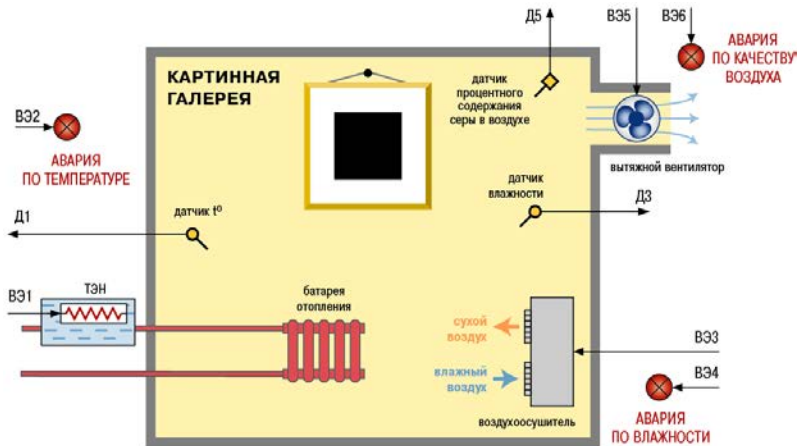 Д5
ВЭ5
ВЭ6
АВАРИЯ
ПО КАЧЕСТВУ
ВОЗДУХА
КАРТИННАЯ
ГАЛЕРЕЯ
датчик
процентного
содержания
серы в воздухе
ВЭ2
АВАРИЯ
ПО ТЕМПЕРАТУРЕ
вытяжной вентилятор
датчик
влажности
Д1
датчик t⁰
Д3
ВЭ1
ТЭН
батарея
отопления
сухой
воздух
влажный
воздух
ВЭ3
ВЭ4
воздухоосушитель
АВАРИЯ
ПО ВЛАЖНОСТИ